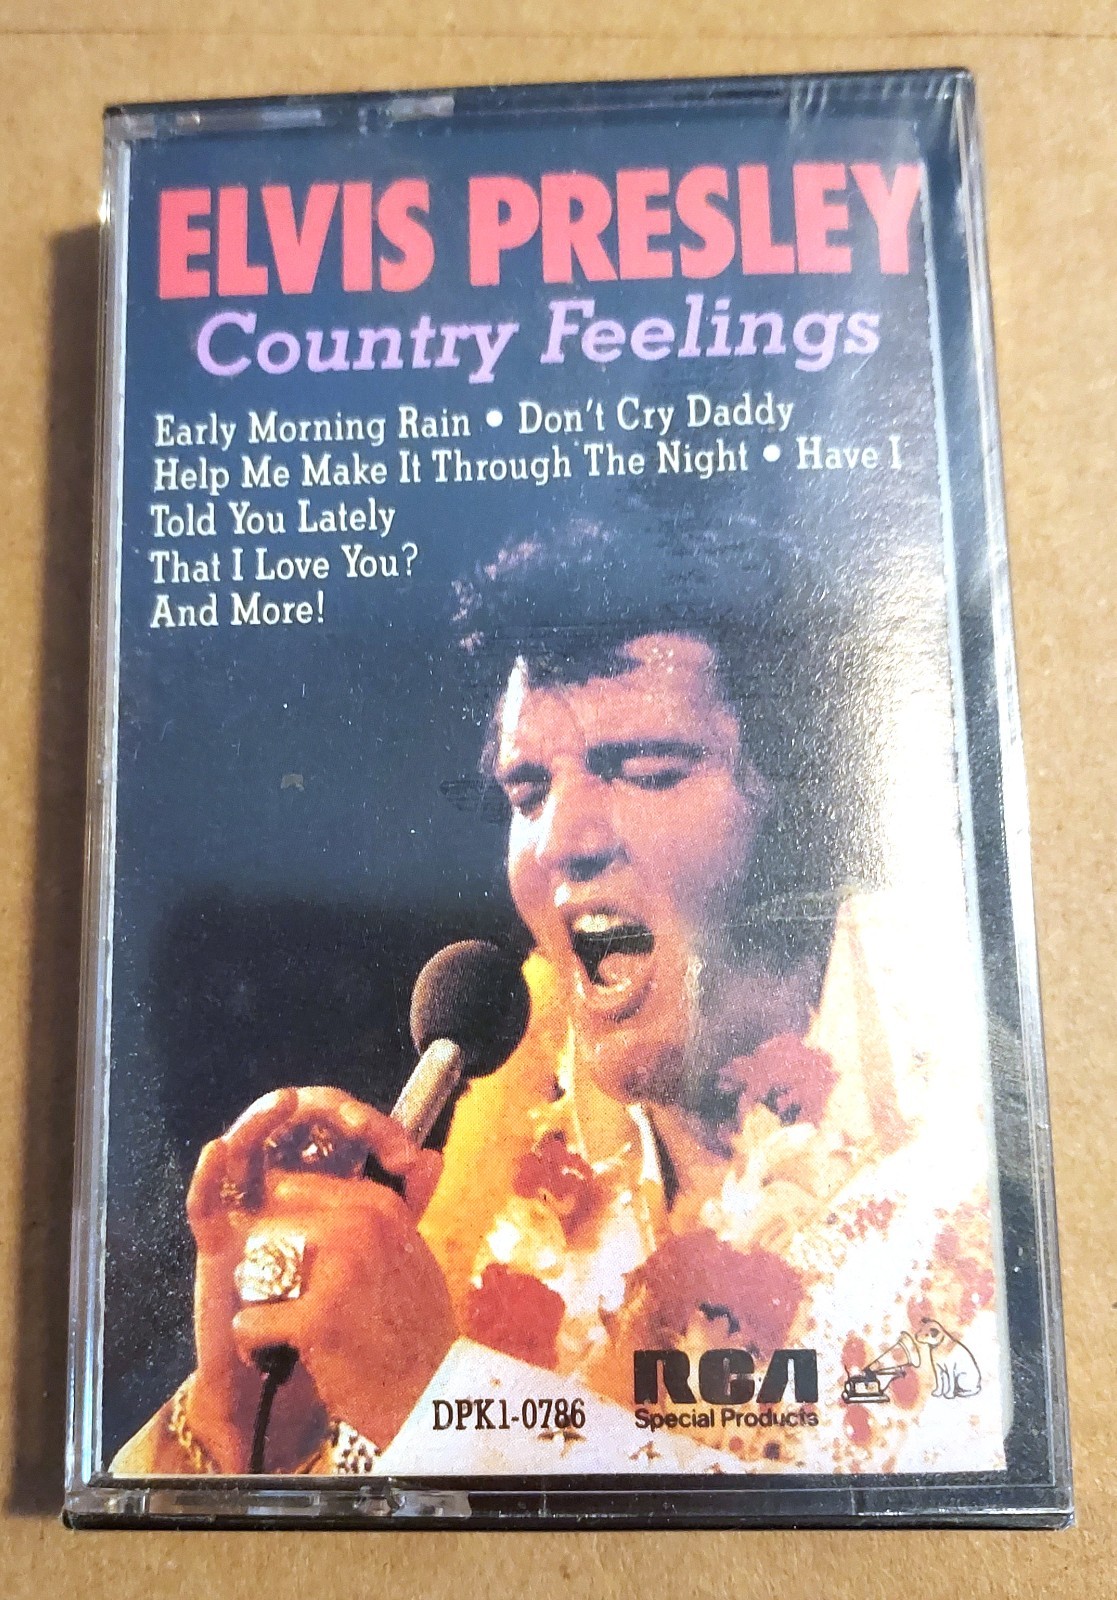 ELVIS PRESLEY
Country Feelings
Early Morning Rain • Don't Cry Daddy
Help Me Make It Through The Night • Have I
Told You Lately
That I Love You?
And More!
DPK1-0786
RCA
Special Products